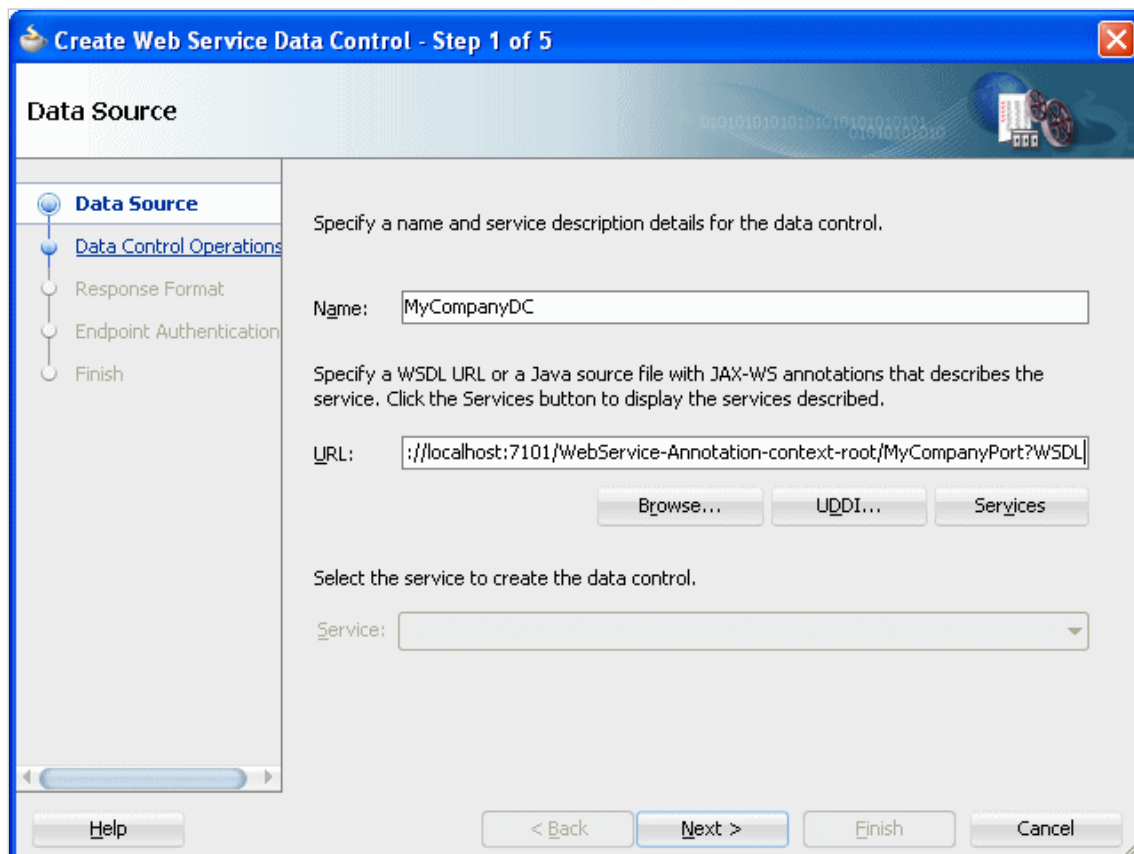 Create Web Service Data Control - Step 1 of 5
Data Source
01010101010101010101010101
01010101010
Data Source
Data Control Operations
Response Format
Endpoint Authentication
Finish
Specify a name and service description details for the data control.
Name: MyCompanyDC
Specify a WSDL URL or a Java source file with JAX-WS annotations that describes the
service. Click the Services button to display the services described.
URL: ://localhost:7101/WebService-Annotation-context-root/MyCompanyPort?WSDL
Browse... UDDI... Services
Select the service to create the data control.
Service:
Help < Back Next > Finish Cancel